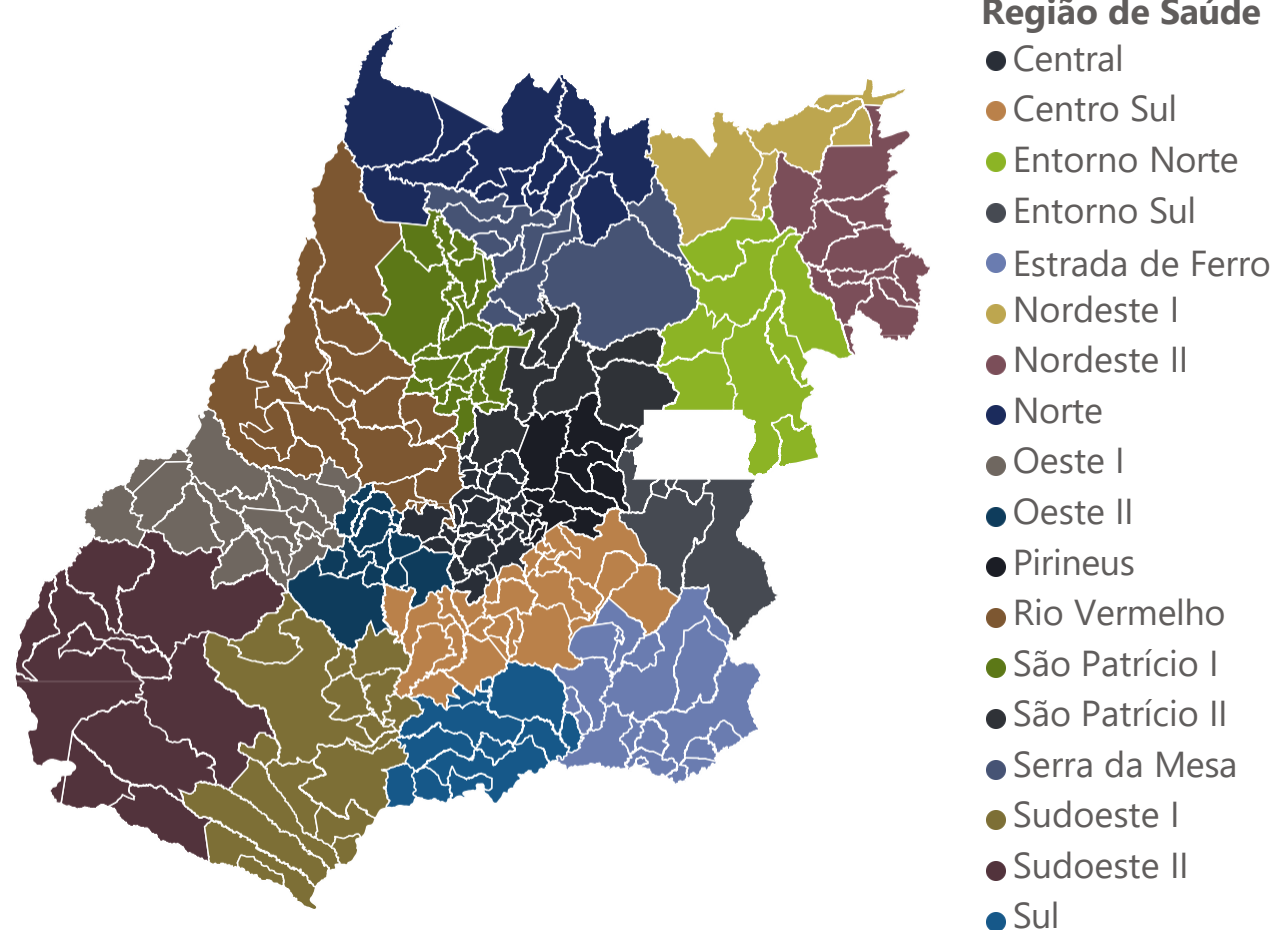 Região de Saúde
Central
Centro Sul
Entorno Norte
Entorno Sul
Estrada de Ferro
Nordeste I
Nordeste II
Norte
Oeste I
Oeste II
Pirineus
Rio Vermelho
São Patrício I
São Patrício II
Serra da Mesa
Sudoeste I
Sudoeste II
Sul